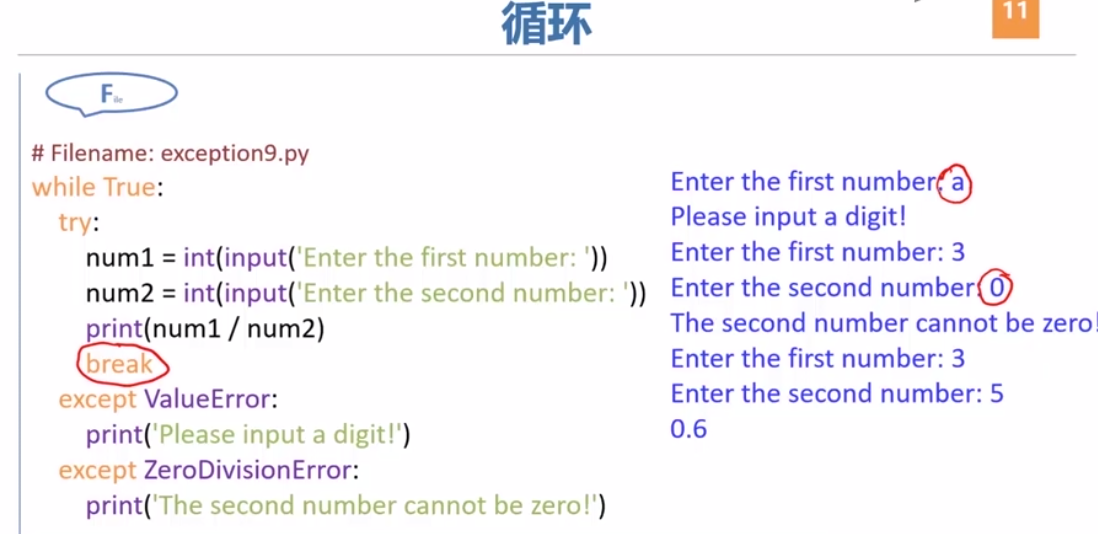 循环
11
File
# Filename: exception9.py
while True:
try:
num1 = int(input('Enter the first number: '))
num2 = int(input('Enter the second number: '))
print(num1 / num2)
break
except ValueError:
print('Please input a digit!')
except ZeroDivisionError:
print('The second number cannot be zero!')
Enter the first number: a
Please input a digit!
Enter the first number: 3
Enter the second number: 0
The second number cannot be zero!
Enter the first number: 3
Enter the second number: 5
0.6